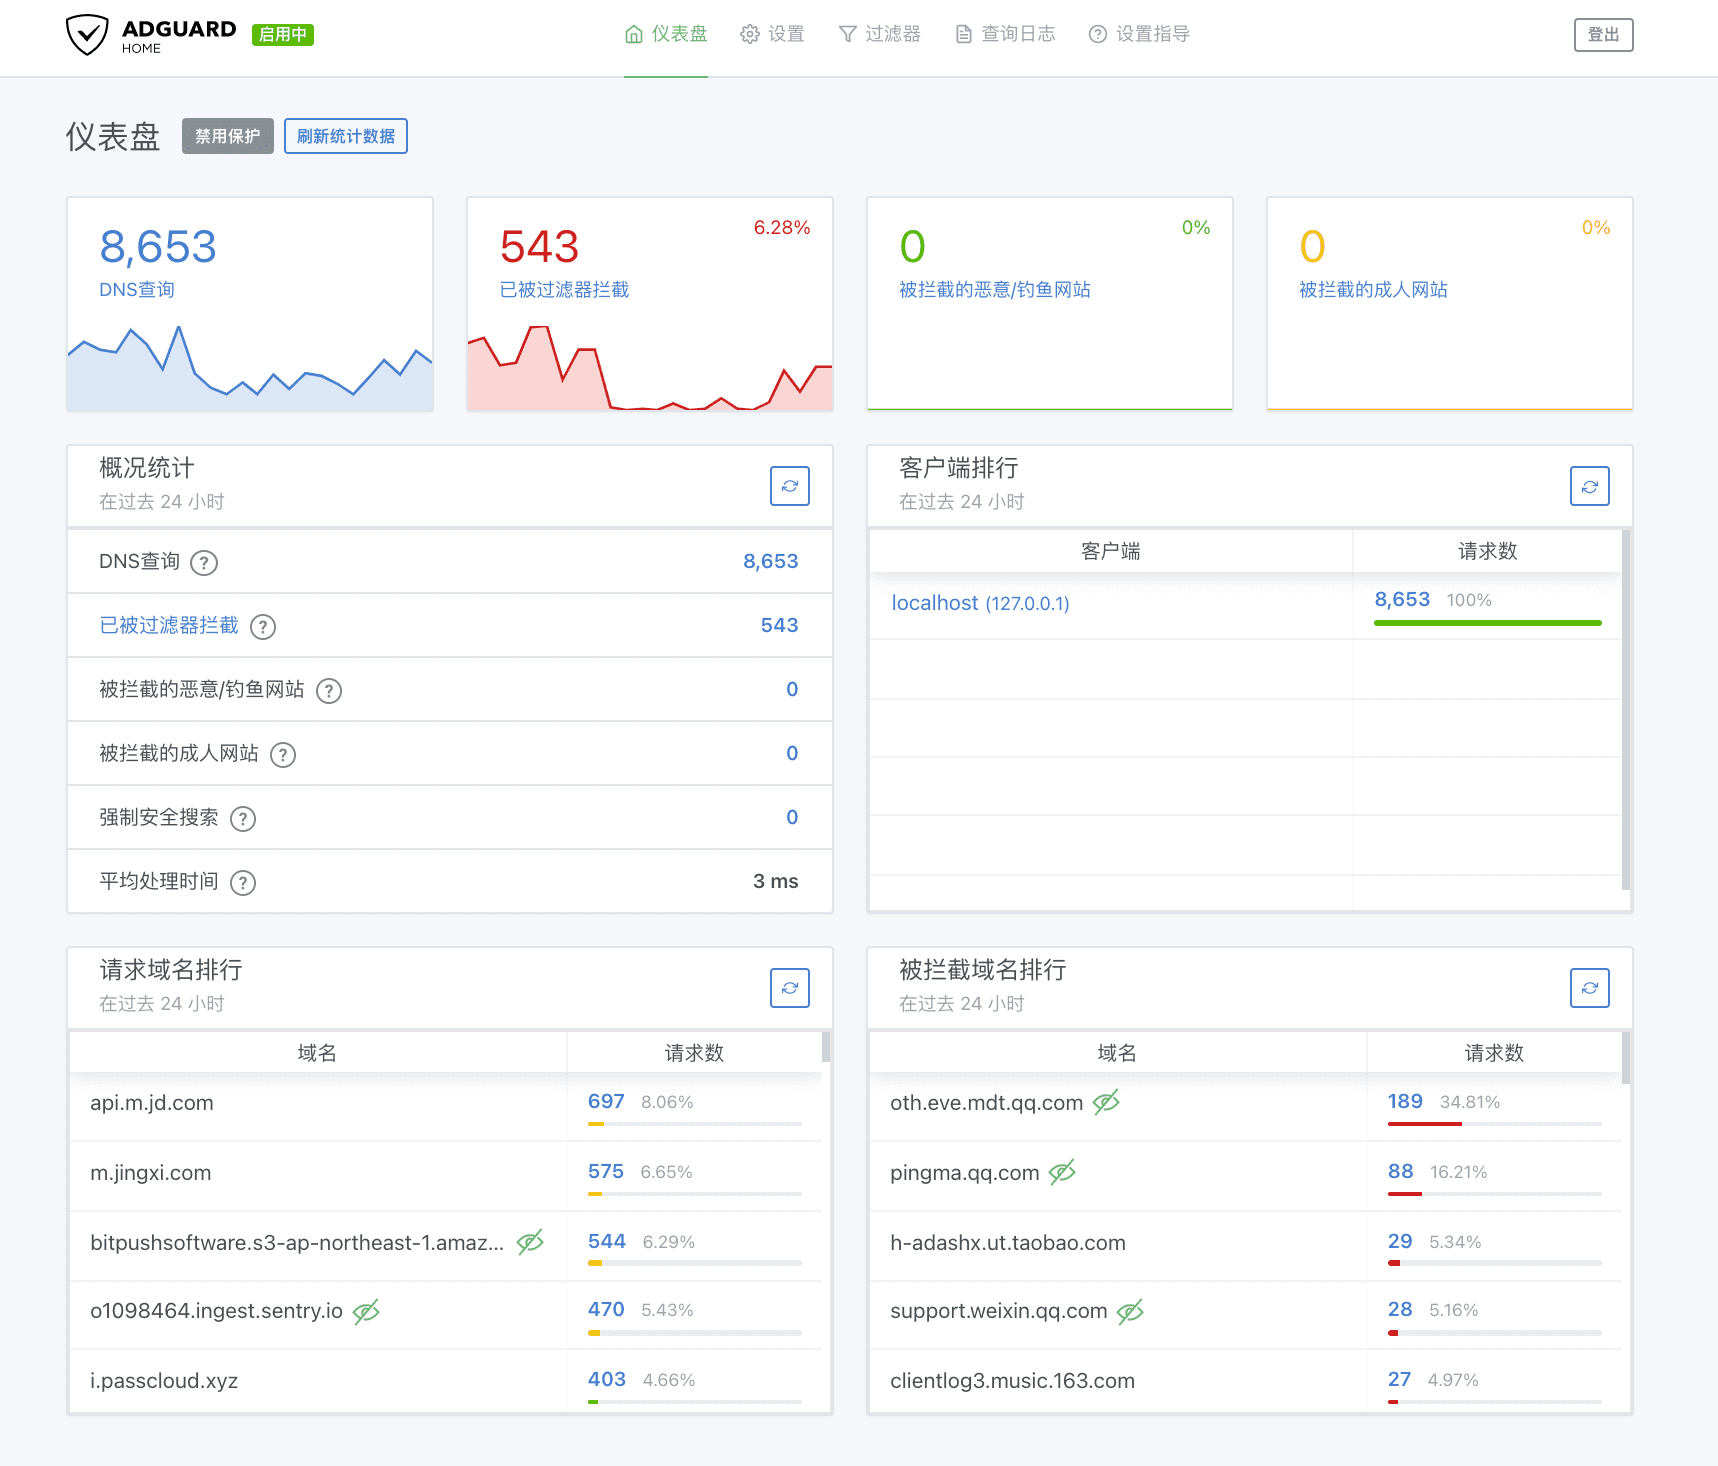 ADGUARD
HOME
启用中
仪表盘
设置
过滤器
查询日志
设置指导
登出
仪表盘
禁用保护
刷新统计数据
8,653
DNS查询
543
6.28%
已被过滤器拦截
0
0%
被拦截的恶意/钓鱼网站
0
0%
被拦截的成人网站
概况统计
在过去 24 小时
DNS查询
8,653
已被过滤器拦截
543
被拦截的恶意/钓鱼网站
0
被拦截的成人网站
0
强制安全搜索
0
平均处理时间
3 ms
客户端排行
在过去 24 小时
客户端
请求数
localhost (127.0.0.1)
8,653 100%
请求域名排行
在过去 24 小时
域名
请求数
api.m.jd.com
697 8.06%
m.jingxi.com
575 6.65%
bitpushsoftware.s3-ap-northeast-1.amaz...
544 6.29%
o1098464.ingest.sentry.io
470 5.43%
i.passcloud.xyz
403 4.66%
被拦截域名排行
在过去 24 小时
域名
请求数
oth.eve.mdt.qq.com
189 34.81%
pingma.qq.com
88 16.21%
h-adashx.ut.taobao.com
29 5.34%
support.weixin.qq.com
28 5.16%
clientlog3.music.163.com
27 4.97%